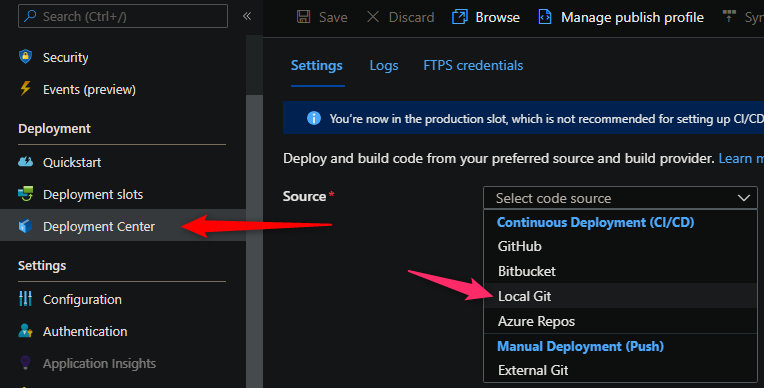 Search (Ctrl+/)
«
Save
Discard
Browse
Manage publish profile
Security
Events (preview)
Deployment
Quickstart
Deployment slots
Deployment Center
Settings
Configuration
Authentication
Application Insights
Settings
Logs
FTPS credentials
You're now in the production slot, which is not recommended for setting up CI/CD
Deploy and build code from your preferred source and build provider. Learn m
Source *
Select code source
Continuous Deployment (CI/CD)
GitHub
Bitbucket
Local Git
Azure Repos
Manual Deployment (Push)
External Git